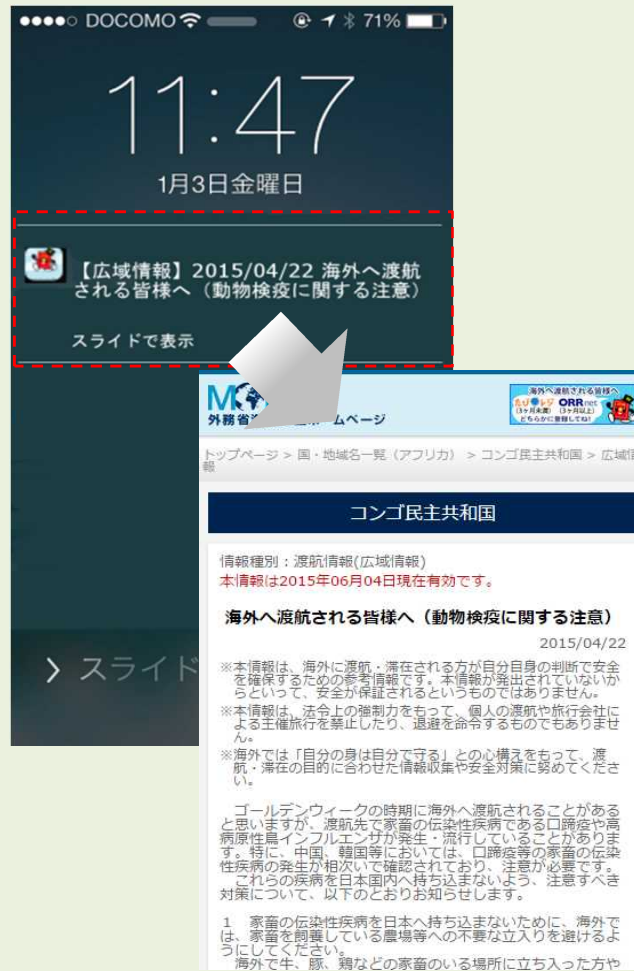 DOCOMO 71%
11:47
1月3日金曜日
【広域情報】2015/04/22 海外へ渡航
される皆様へ（動物検疫に関する注意）
スライドで表示
> スライド
海外へ渡航される皆様へ
ORRnet
(3ヶ月未満) (3ヶ月以上)
どちらかに登録してね!
外務省 ムページ
トップページ > 国・地域名一覧（アフリカ） > コンゴ民主共和国 > 広域情
報
コンゴ民主共和国
情報種別：渡航情報(広域情報)
本情報は2015年06月04日現在有効です。
海外へ渡航される皆様へ（動物検疫に関する注意）
2015/04/22
※本情報は、海外に渡航・滞在される方が自分自身の判断で安全
を確保するための参考情報です。本情報が発出されていないか
らといって、安全が保証されるというものではありません。
※本情報は、法令上の強制力をもって、個人の渡航や旅行会社に
よる主催旅行を禁止したり、退避を命令するものでもありませ
ん。
※海外では「自分の身は自分で守る」との心構えをもって、渡
航・滞在の目的に合わせた情報収集や安全対策に努めてくださ
い。
ゴールデンウィークの時期に海外へ渡航されることがある
と思いますが、渡航先で家畜の伝染性疾病である口蹄疫や高
病原性鳥インフルエンザが発生・流行していることがありま
す。特に、中国、韓国等においては、口蹄疫等の家畜の伝染
性疾病の発生が相次いで確認されており、注意が必要です。
これらの疾病を日本国内へ持ち込まないよう、注意すべき
対策について、以下のとおりお知らせします。
1 家畜の伝染性疾病を日本へ持ち込まないために、海外で
は、家畜を飼養している農場等への不要な立入りを避けるよ
うにしてください。
海外で牛、豚、鶏などの家畜のいる場所に立ち入った方や